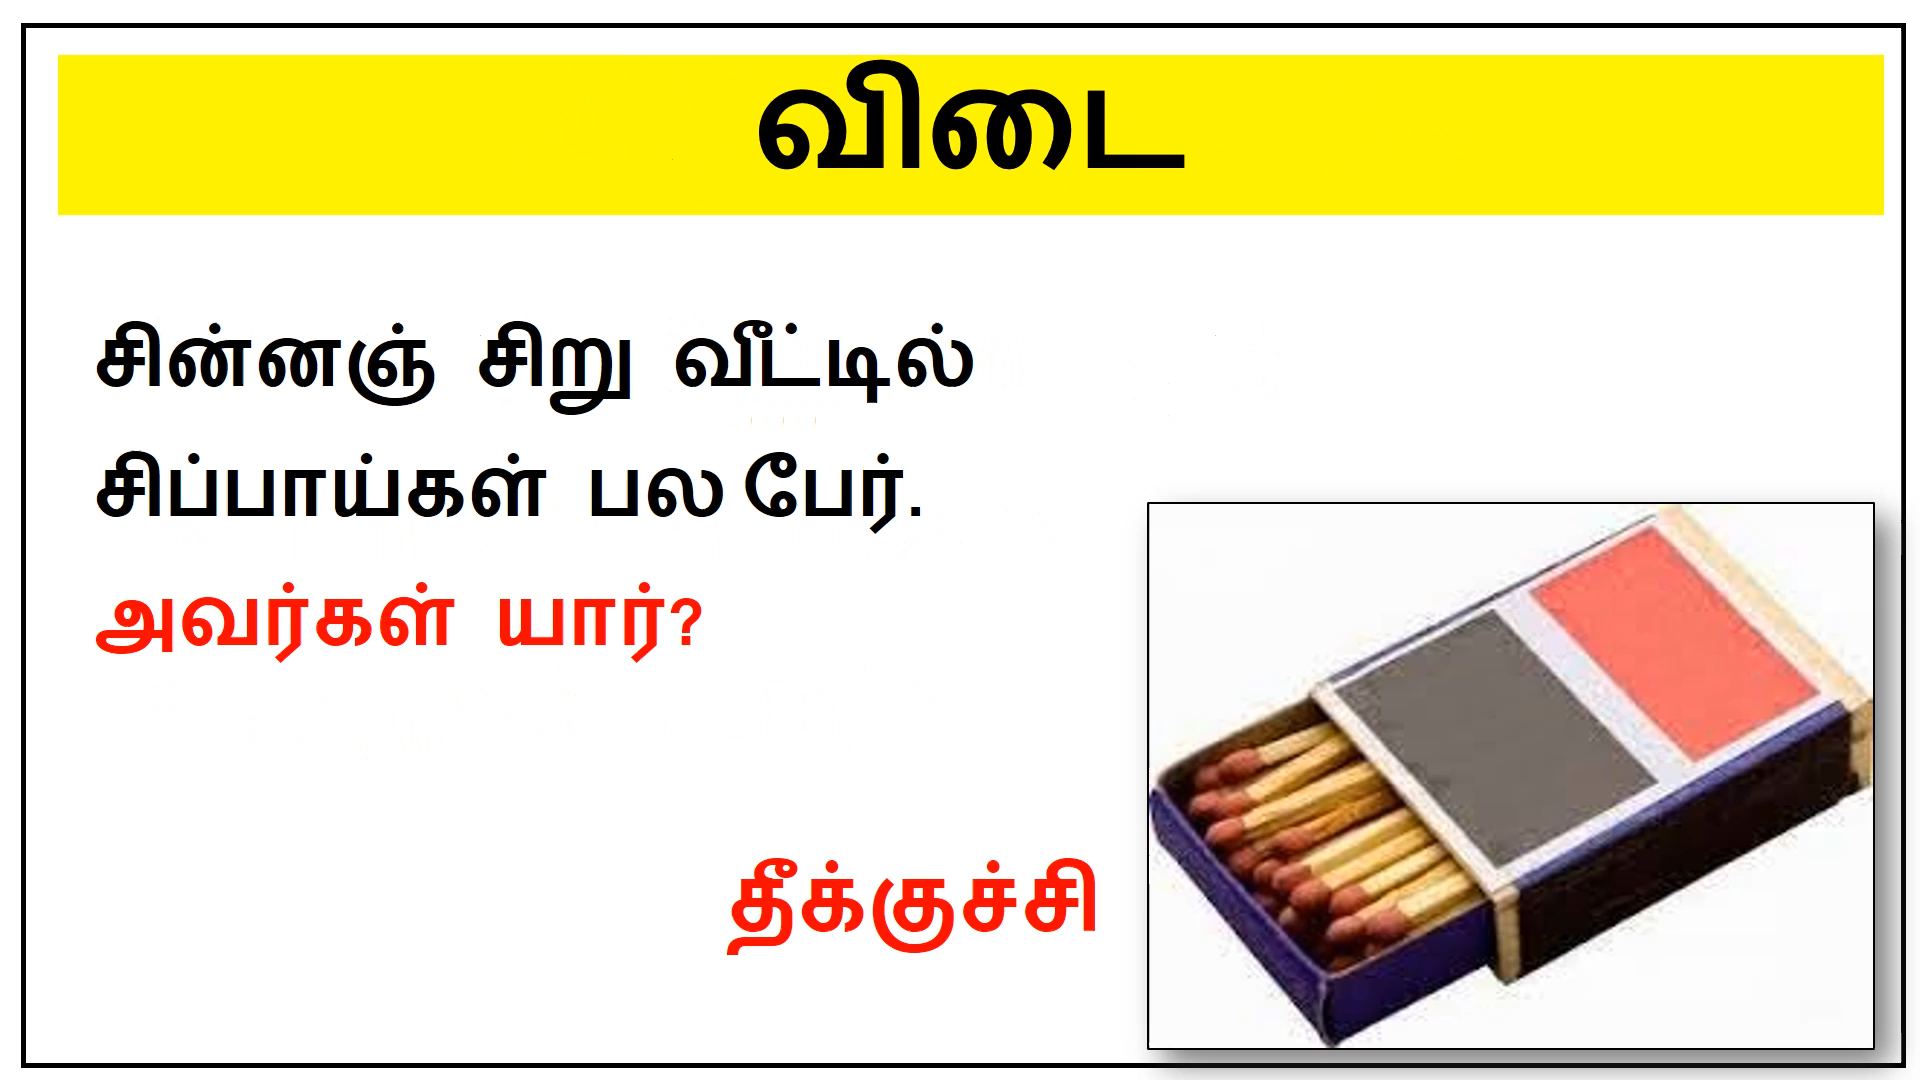 விடை
சின்னஞ் சிறு வீட்டில்
சிப்பாய்கள் பல பேர்.
அவர்கள் யார்?
தீக்குச்சி